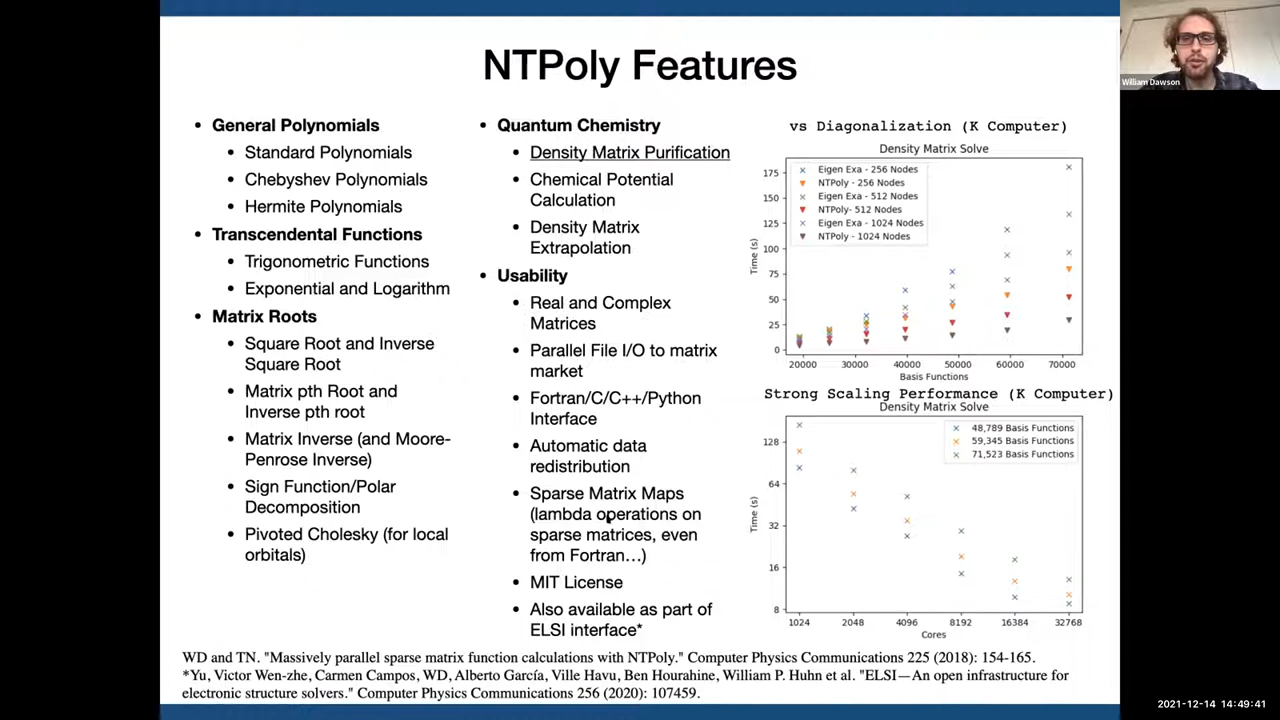 NTPoly Features
William Dawson
• General Polynomials
• Standard Polynomials
• Chebyshev Polynomials
• Hermite Polynomials
• Transcendental Functions
• Trigonometric Functions
• Exponential and Logarithm
• Matrix Roots
• Square Root and Inverse
Square Root
• Matrix pth Root and
Inverse pth root
• Matrix Inverse (and Moore-
Penrose Inverse)
• Sign Function/Polar
Decomposition
• Pivoted Cholesky (for local
orbitals)
• Quantum Chemistry
• Density Matrix Purification
• Chemical Potential
Calculation
• Density Matrix
Extrapolation
• Usability
• Real and Complex
Matrices
• Parallel File I/O to matrix
market
• Fortran/C/C++/Python
Interface
• Automatic data
redistribution
• Sparse Matrix Maps
(lambda operations on
sparse matrices, even
from Fortran…)
• MIT License
• Also available as part of
ELSI interface*
vs Diagonalization (K Computer)
Density Matrix Solve
Eigen Exa - 256 Nodes
NTPoly - 256 Nodes
Eigen Exa - 512 Nodes
NTPoly- 512 Nodes
Eigen Exa - 1024 Nodes
NTPoly - 1024 Nodes
175
150
125
100
75
50
25
0
Time (s)
20000 30000 40000 50000 60000 70000
Basis Functions
Strong Scaling Performance (K Computer)
Density Matrix Solve
48,789 Basis Functions
59,345 Basis Functions
71,523 Basis Functions
128
64
32
16
8
Time (s)
1024 2048 4096 8192 16384 32768
Cores
WD and TN. "Massively parallel sparse matrix function calculations with NTPoly." Computer Physics Communications 225 (2018): 154-165.
*Yu, Victor Wen-zhe, Carmen Campos, WD, Alberto García, Ville Havu, Ben Hourahine, William P. Huhn et al. "ELSI—An open infrastructure for
electronic structure solvers." Computer Physics Communications 256 (2020): 107459.
2021-12-14 14:49:41